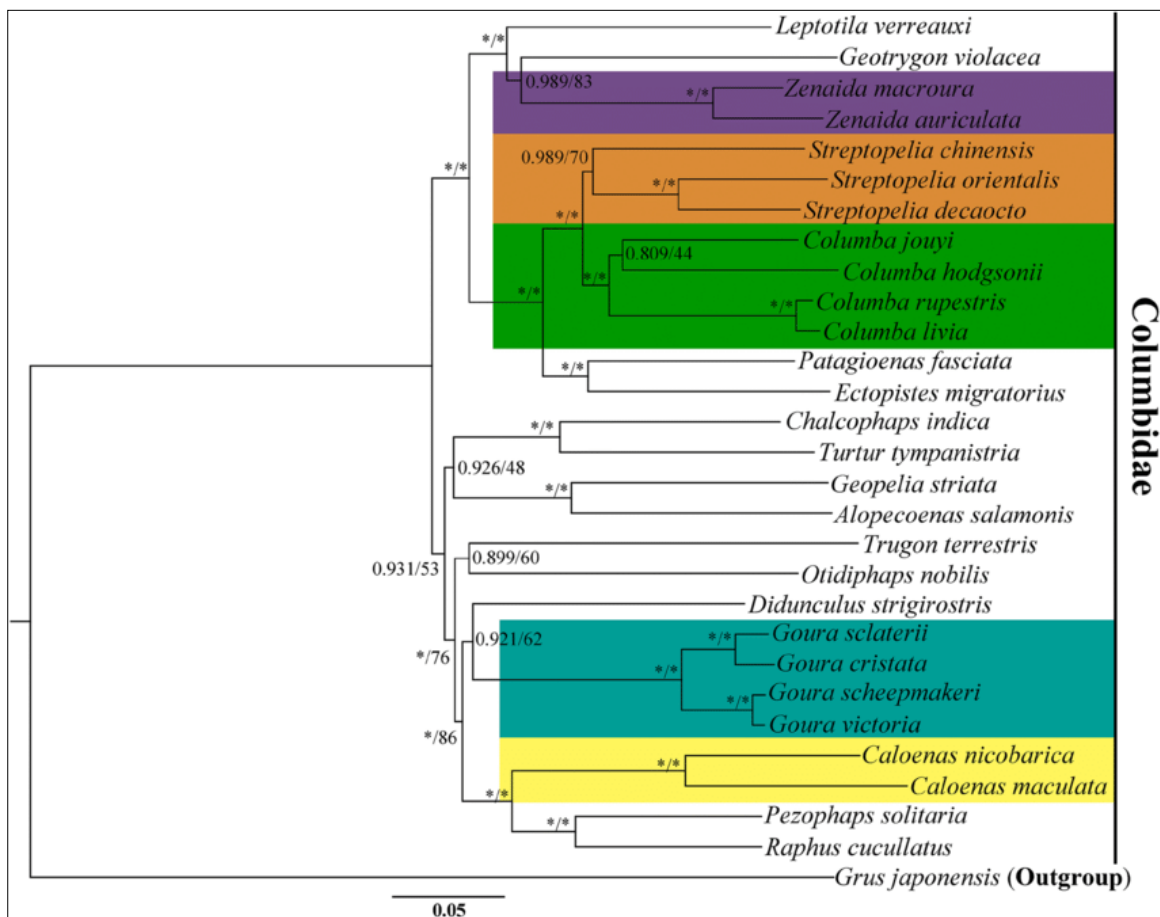 Leptotila verreauxi
*/*
Geotrygon violacea
0.989/83
Zenaida macroura
*/*
Zenaida auriculata
Streptopelia chinensis
0.989/70
*/*
Streptopelia orientalis
*/*
Streptopelia decaocto
*/*
Columba jouyi
0.809/44
Columba hodgsonii
*/*
Columba rupestris
*/*
*/*
Columba livia
Patagioenas fasciata
*/*
Ectopistes migratorius
Chalcophaps indica
*/*
Turtur tympanistria
0.926/48
Geopelia striata
*/*
Alopecoenas salamonis
Trugon terrestris
0.899/60
0.931/53
Otidiphaps nobilis
Didunculus strigirostris
Goura sclaterii
*/*
0.921/62
*/76
Goura cristata
*/*
Goura scheepmakeri
*/*
Goura victoria
*/86
Caloenas nicobarica
*/*
Caloenas maculata
*/*
Pezophaps solitaria
*/*
Raphus cucullatus
Grus japonensis (Outgroup)
0.05
Columbidae